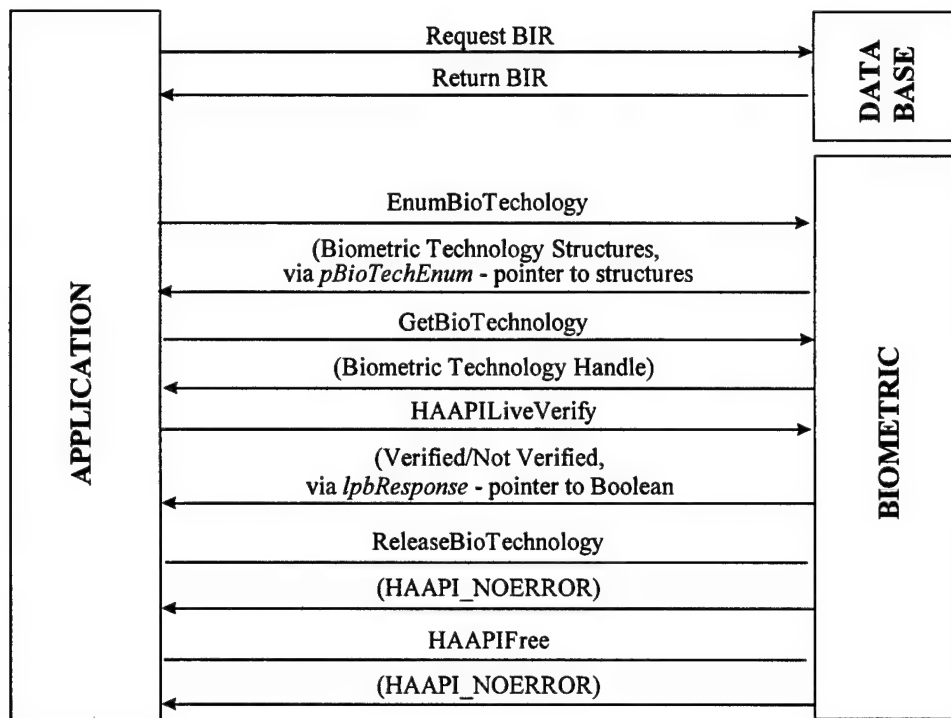 Request BIR
Return BIR
DATA
BASE
EnumBioTechology
(Biometric Technology Structures,
via pBioTechEnum - pointer to structures
GetBioTechnology
(Biometric Technology Handle)
HAAPILiveVerify
(Verified/Not Verified,
via lpbResponse - pointer to Boolean
ReleaseBioTechnology
(HAAPI_NOERROR)
HAAPIFree
(HAAPI_NOERROR)
APPLICATION
BIOMETRIC